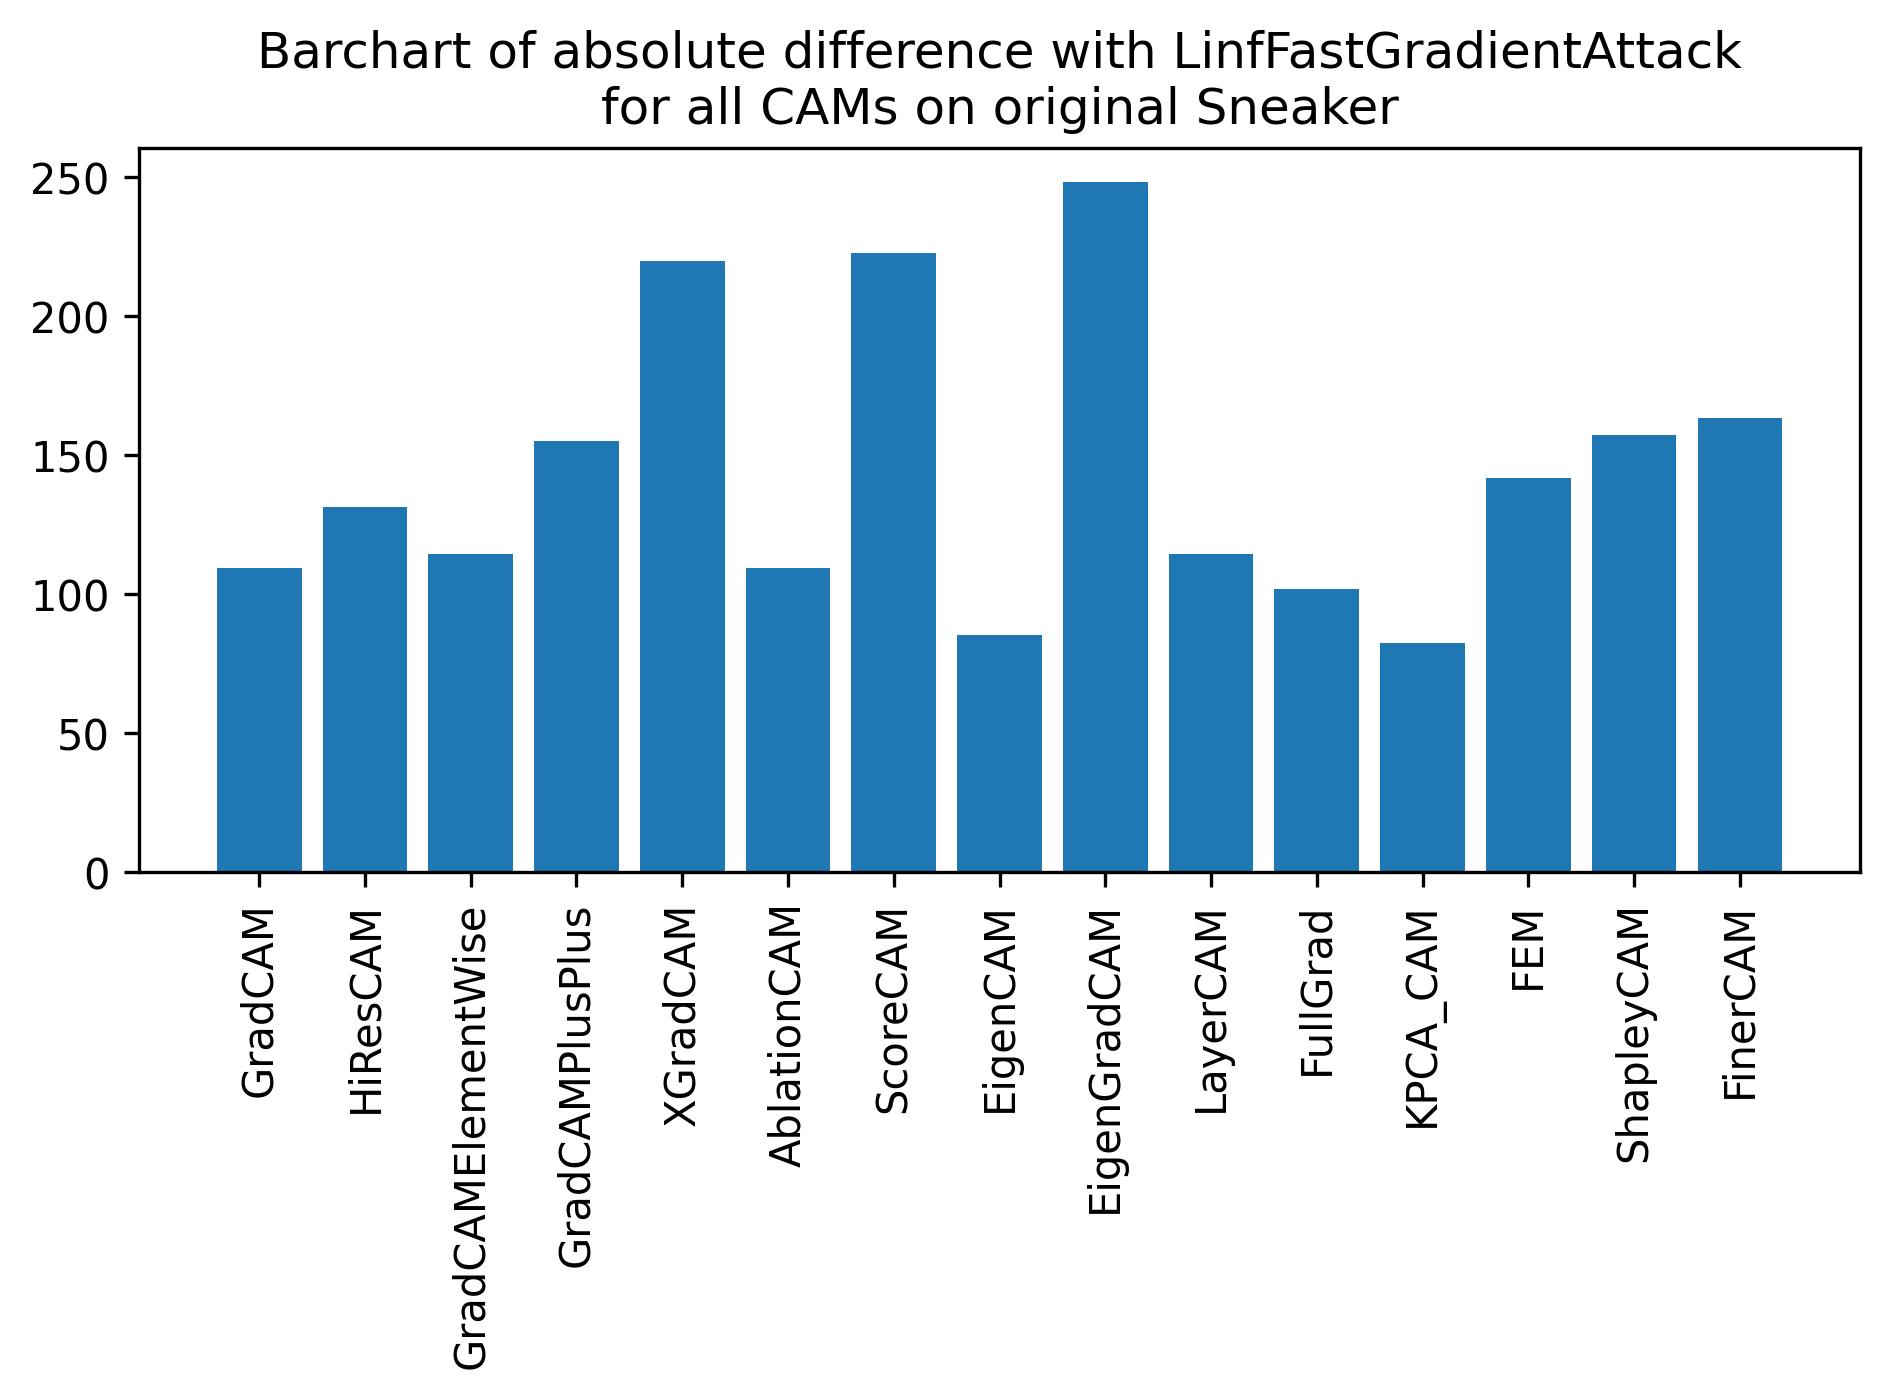 Barchart of absolute difference with LinfFastGradientAttack
for all CAMs on original Sneaker
250
200
150
100
50
0
GradCAM
HiResCAM
GradCAMElementWise
GradCAMPlusPlus
XGradCAM
AblationCAM
ScoreCAM
EigenCAM
EigenGradCAM
LayerCAM
FullGrad
KPCA_CAM
FEM
ShapleyCAM
FinerCAM